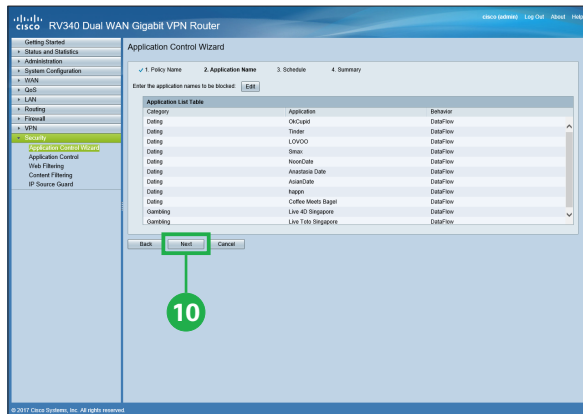 cisco RV340 Dual WAN Gigabit VPN Router
cisco (admin) Log Out About Help
Getting Started
Status and Statistics
Administration
System Configuration
WAN
QoS
LAN
Routing
Firewall
VPN
Security
Application Control Wizard
Application Control
Web Filtering
Content Filtering
IP Source Guard
Application Control Wizard
1. Policy Name 2. Application Name 3. Schedule 4. Summary
Enter the application names to be blocked: Edit
Application List Table
Category Application Behavior
Dating OkCupid DataFlow
Dating Tinder DataFlow
Dating LOVOO DataFlow
Dating Smax DataFlow
Dating NoonDate DataFlow
Dating Anastasia Date DataFlow
Dating AsianDate DataFlow
Dating happn DataFlow
Dating Coffee Meets Bagel DataFlow
Gambling Live 4D Singapore DataFlow
Gambling Live Toto Singapore DataFlow
Back Next Cancel
10
© 2017 Cisco Systems, Inc. All rights reserved.